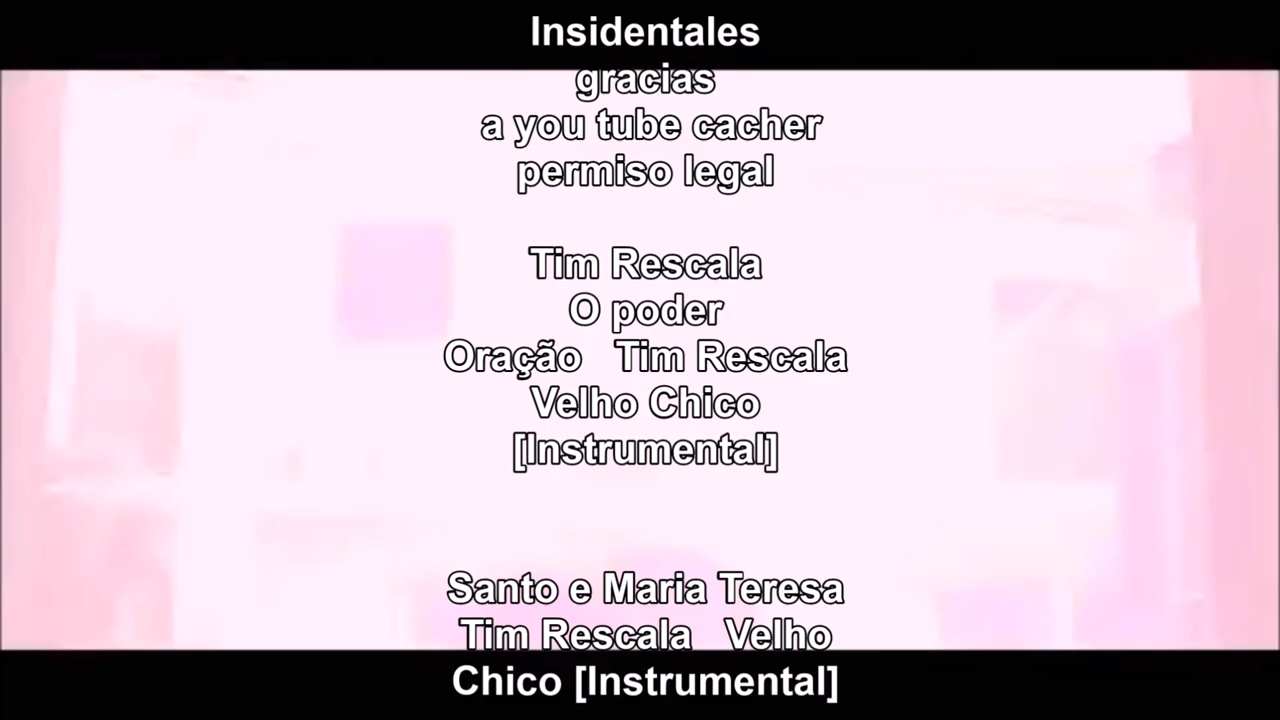 Insidentales
gracias
a you tube cacher
permiso legal
Tim Rescala
O poder
Oração   Tim Rescala
Velho Chico
[Instrumental]
Santo e Maria Teresa
Tim Rescala   Velho
Chico [Instrumental]